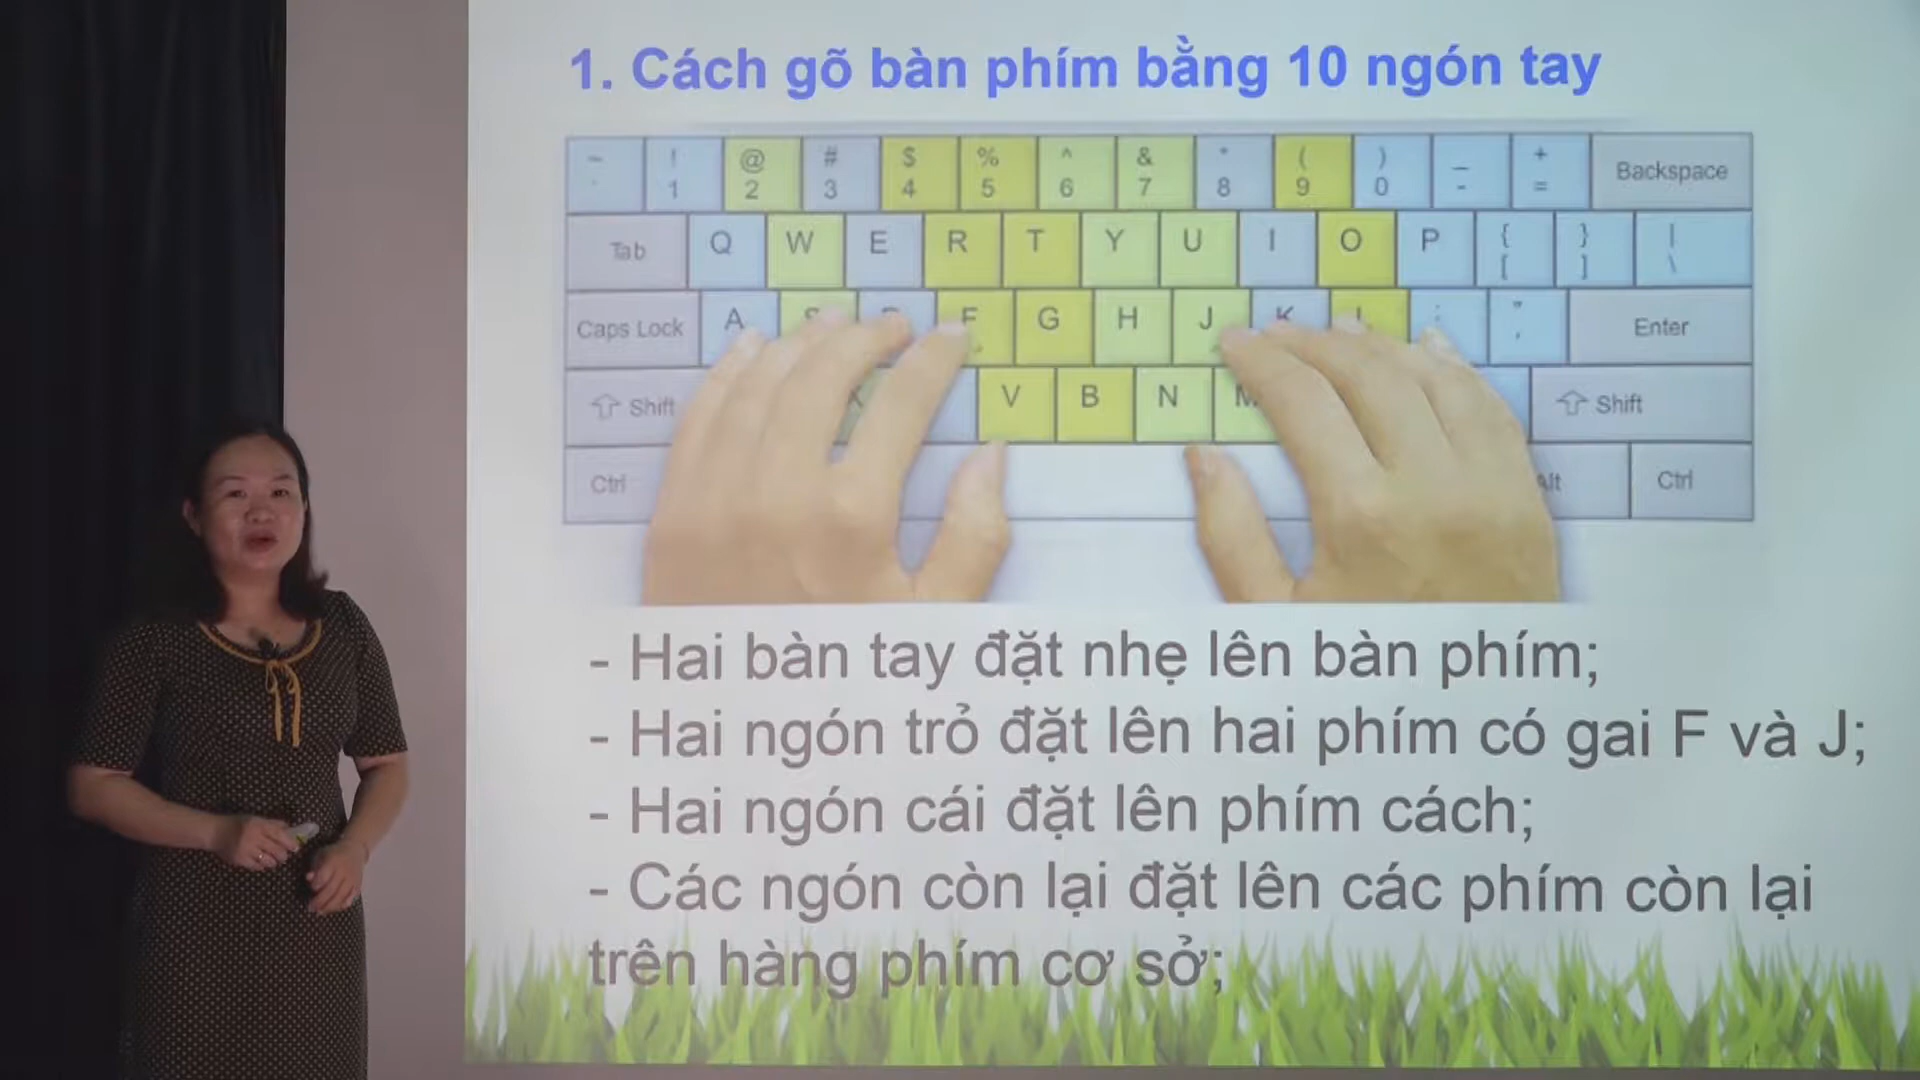 1. Cách gõ bàn phím bằng 10 ngón tay
~ ! @ # $ % ^ & * ( ) _ +
` 1 2 3 4 5 6 7 8 9 0 - = Backspace
Tab Q W E R T Y U I O P { [ } ] | \
Caps Lock A S F G H J K L : ; " ' Enter
Shift X V B N M Shift
Ctrl Alt Ctrl
- Hai bàn tay đặt nhẹ lên bàn phím;
- Hai ngón trỏ đặt lên hai phím có gai F và J;
- Hai ngón cái đặt lên phím cách;
- Các ngón còn lại đặt lên các phím còn lại
trên hàng phím cơ sở;